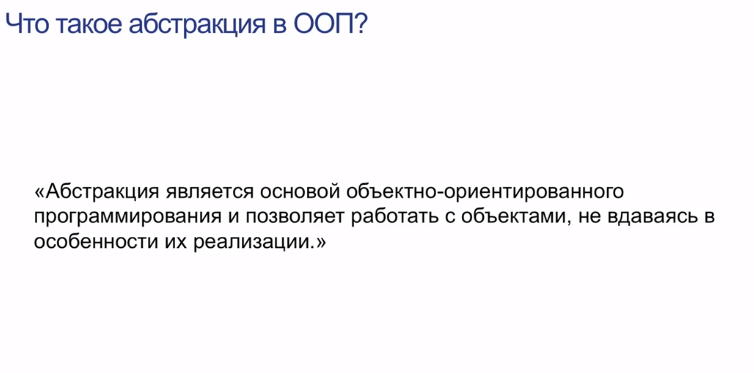 Что такое абстракция в ООП?
«Абстракция является основой объектно-ориентированного
программирования и позволяет работать с объектами, не вдаваясь в
особенности их реализации.»